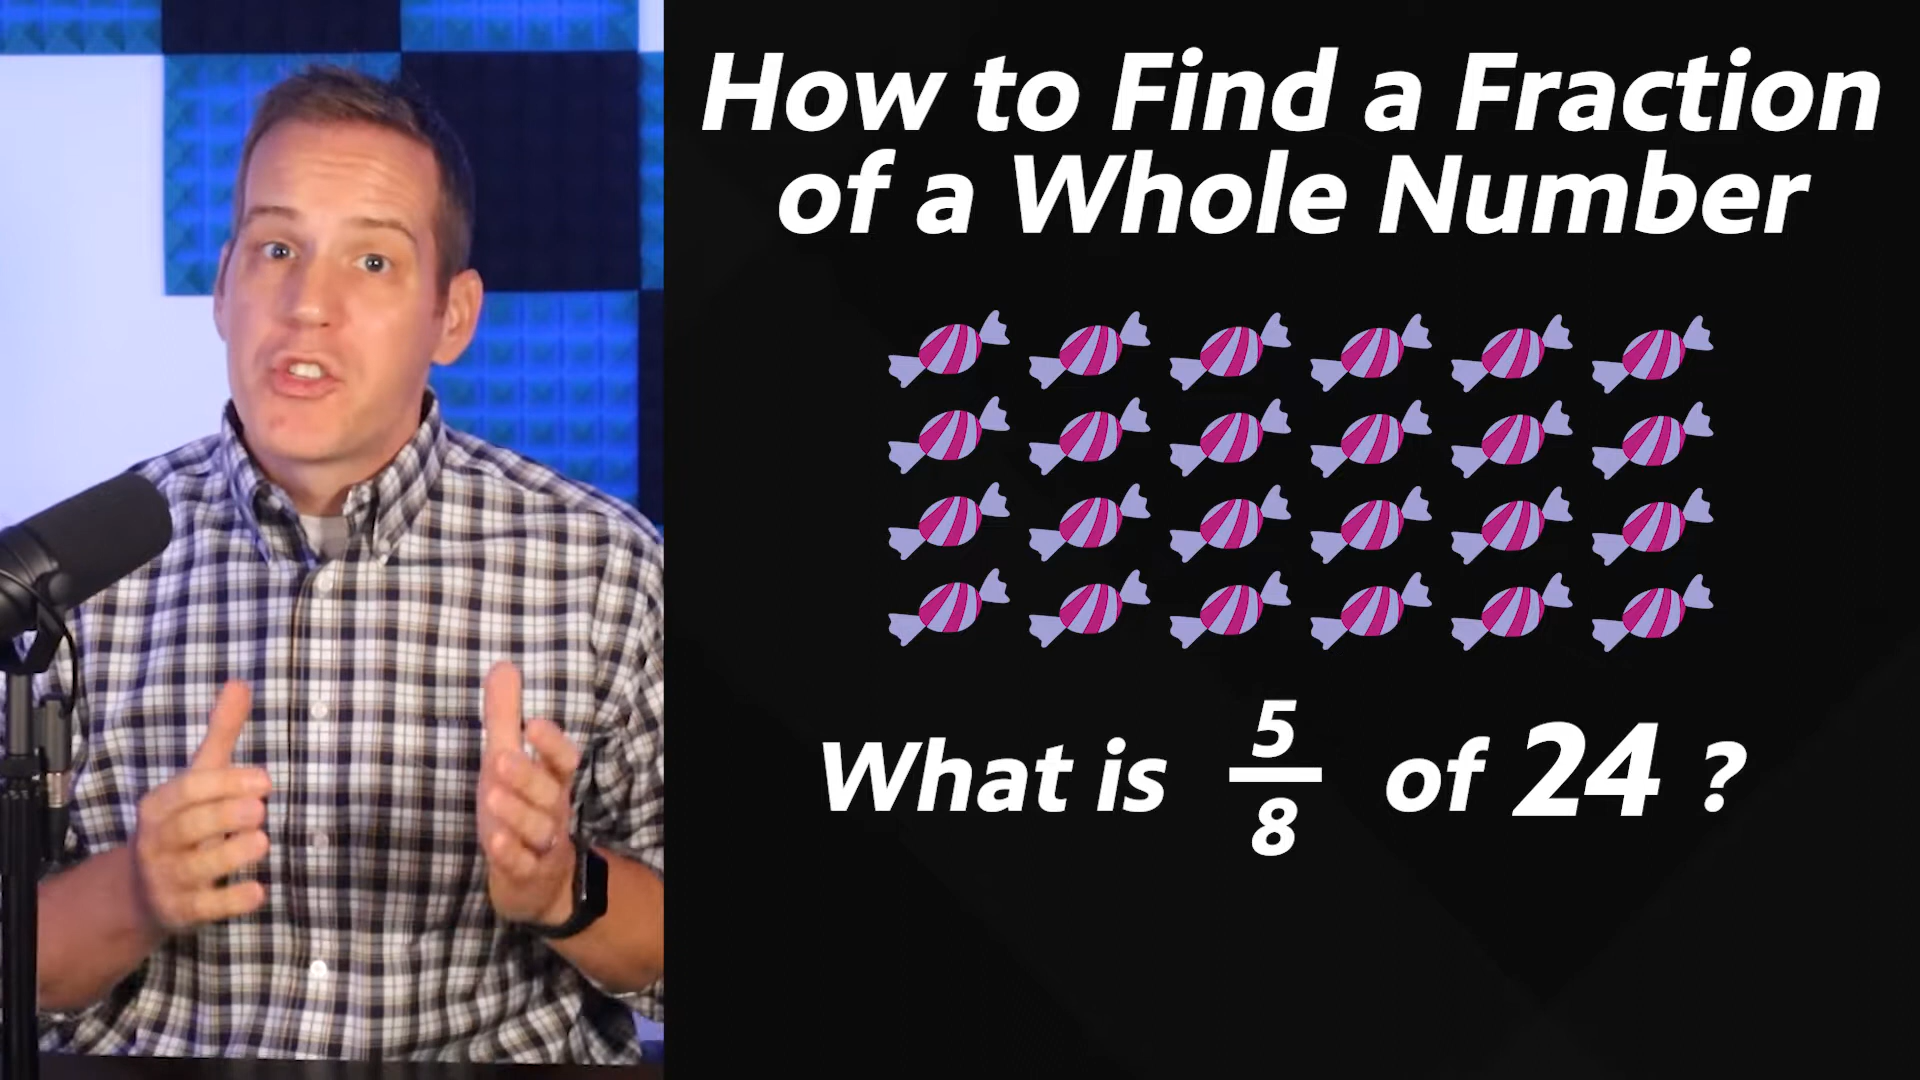 How to Find a Fraction
of a Whole Number
What is 5/8 of 24 ?